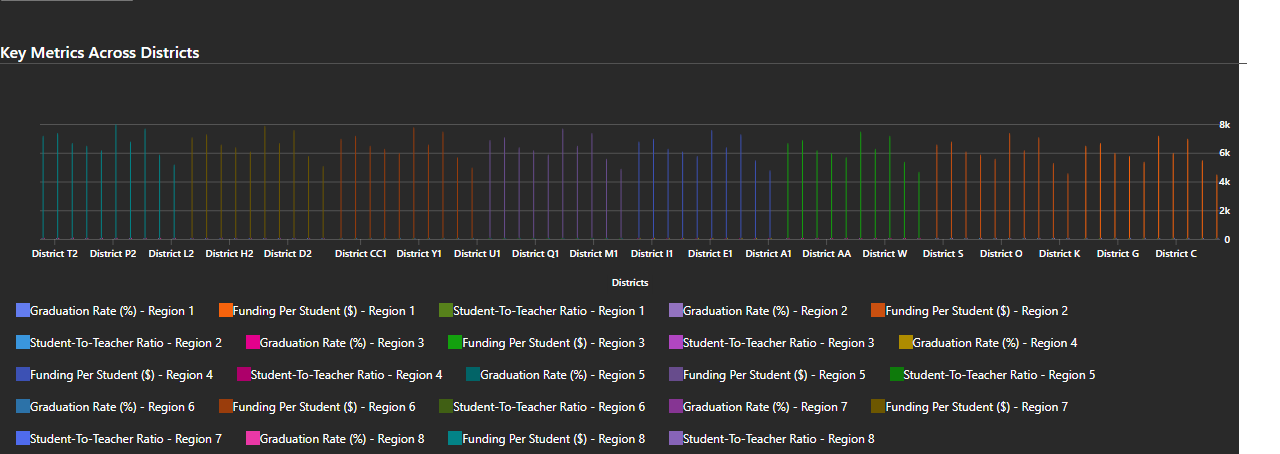 Key Metrics Across Districts
8k
6k
4k
2k
0
District T2 District P2 District L2 District H2 District D2 District CC1 District Y1 District U1 District Q1 District M1 District I1 District E1 District A1 District AA District W District S District O District K District G District C
Districts
Graduation Rate (%) - Region 1 Funding Per Student ($) - Region 1 Student-To-Teacher Ratio - Region 1 Graduation Rate (%) - Region 2 Funding Per Student ($) - Region 2
Student-To-Teacher Ratio - Region 2 Graduation Rate (%) - Region 3 Funding Per Student ($) - Region 3 Student-To-Teacher Ratio - Region 3 Graduation Rate (%) - Region 4
Funding Per Student ($) - Region 4 Student-To-Teacher Ratio - Region 4 Graduation Rate (%) - Region 5 Funding Per Student ($) - Region 5 Student-To-Teacher Ratio - Region 5
Graduation Rate (%) - Region 6 Funding Per Student ($) - Region 6 Student-To-Teacher Ratio - Region 6 Graduation Rate (%) - Region 7 Funding Per Student ($) - Region 7
Student-To-Teacher Ratio - Region 7 Graduation Rate (%) - Region 8 Funding Per Student ($) - Region 8 Student-To-Teacher Ratio - Region 8